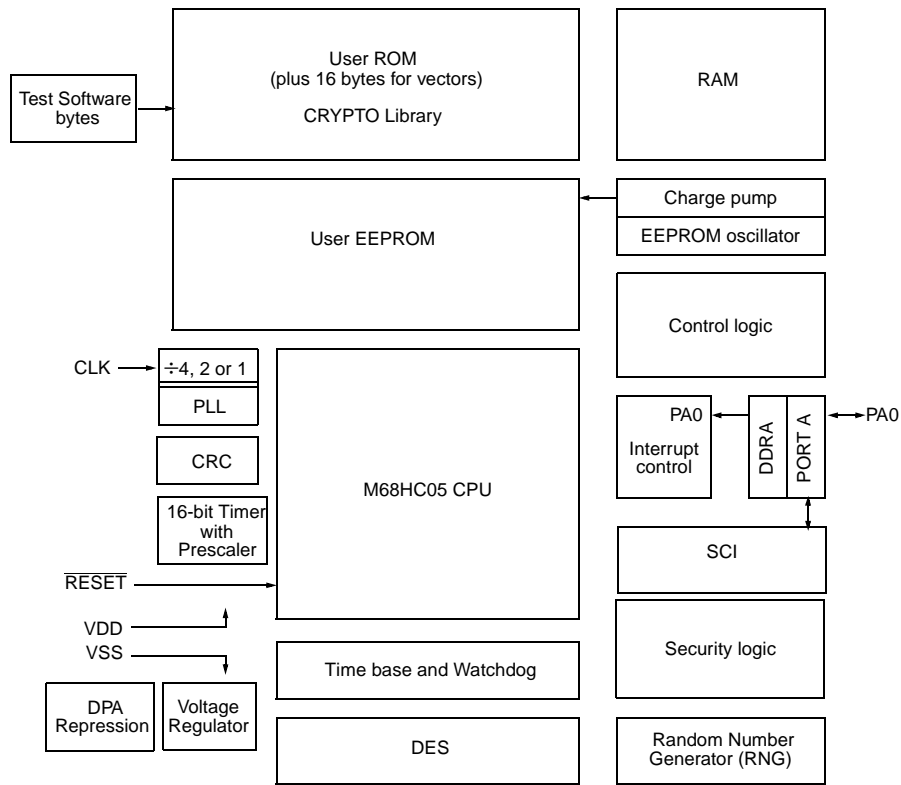 User ROM
(plus 16 bytes for vectors)
CRYPTO Library
RAM
Test Software
bytes
User EEPROM
Charge pump
EEPROM oscillator
Control logic
CLK
÷4, 2 or 1
PLL
CRC
16-bit Timer
with
Prescaler
M68HC05 CPU
PA0
Interrupt
control
DDRA
PORT A
PA0
SCI
RESET
VDD
VSS
Security logic
Time base and Watchdog
DPA
Repression
Voltage
Regulator
DES
Random Number
Generator (RNG)